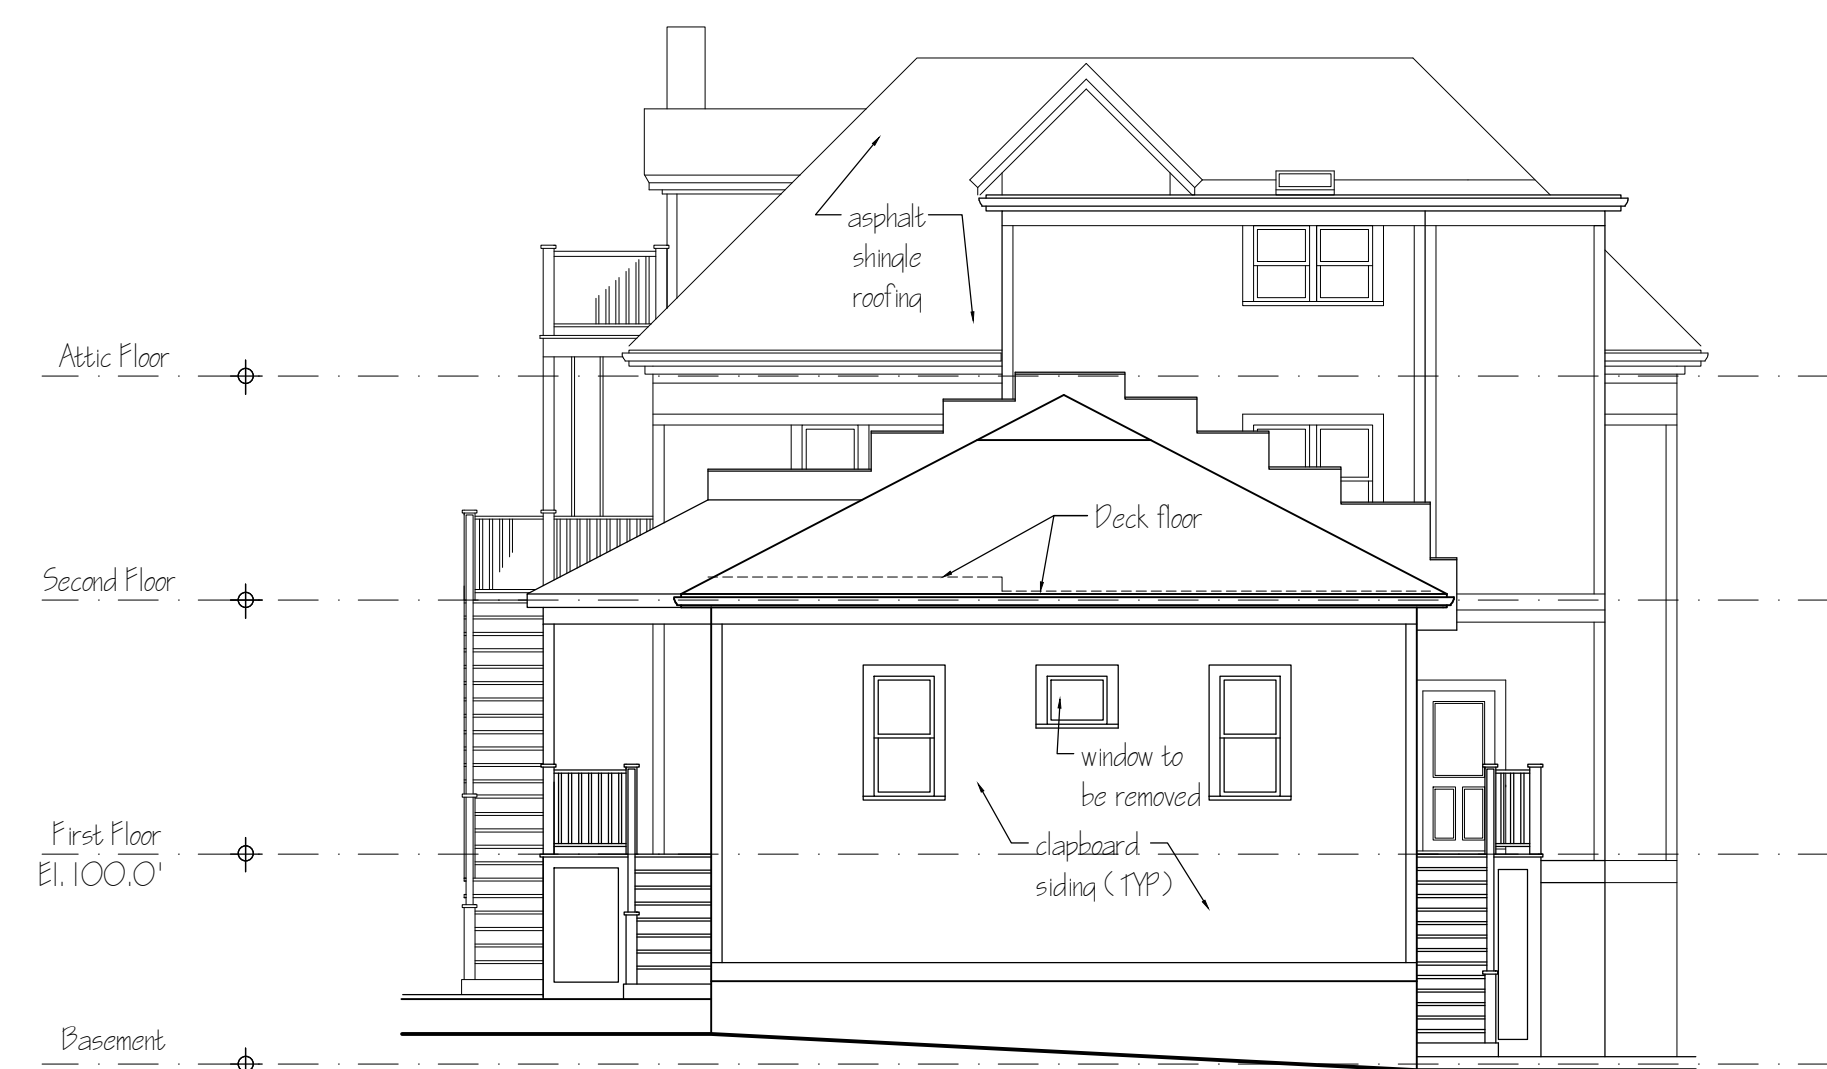 asphalt
shingle
roofing
Attic Floor
Deck floor
Second Floor
window to
be removed
First Floor
El. 100.0'
clapboard
siding (TYP)
Basement